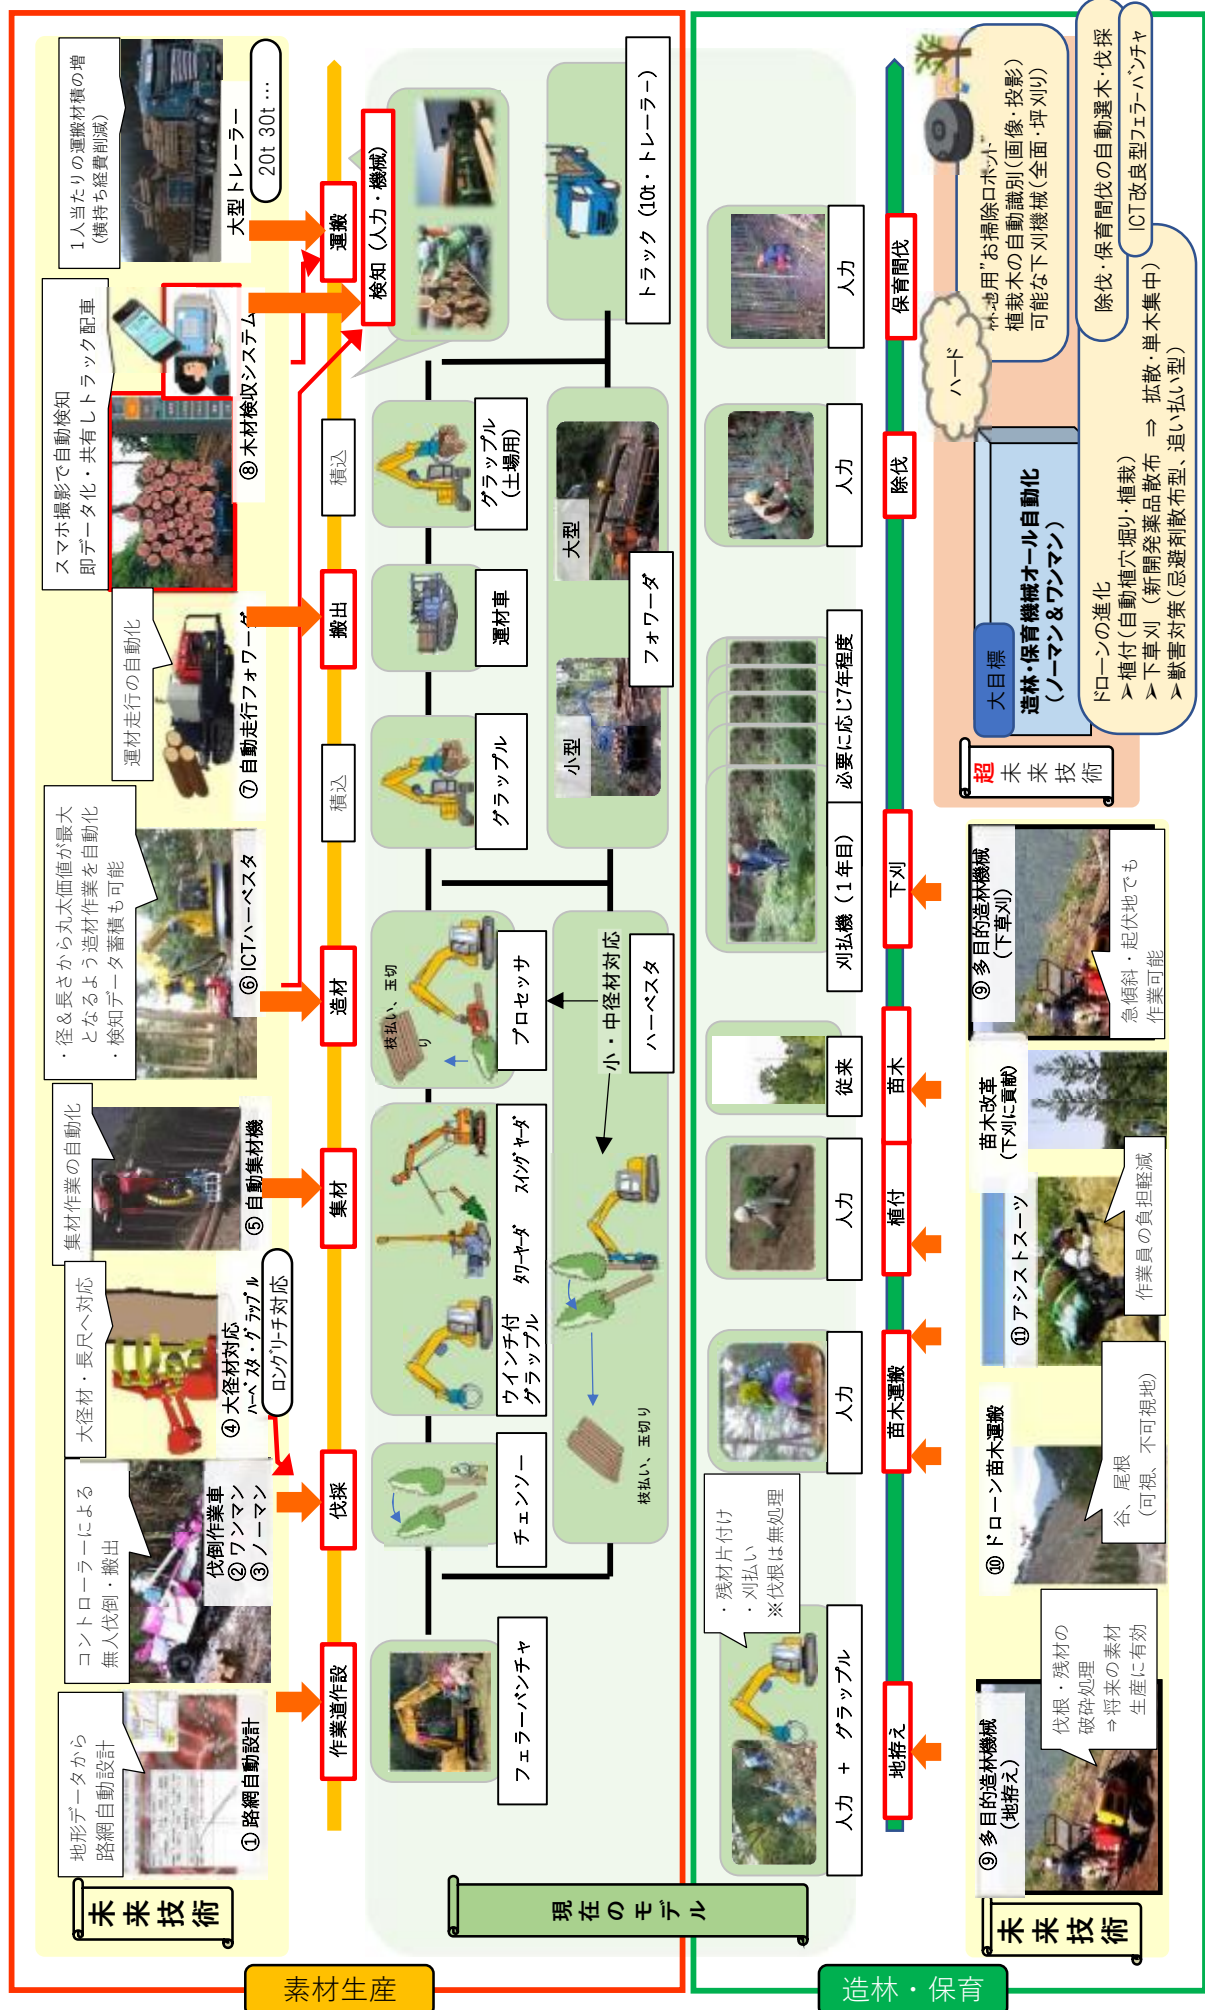 素材生産
未来技術
地形データから
路網自動設計
① 路網自動設計
コントローラーによる
無人伐倒・搬出
伐倒作業車
② ワンマン
③ ノーマン
大径材・長尺へ対応
④ 大径材対応
ハーベスタ・グラップル
ロングリーチ対応
集材作業の自動化
⑤ 自動集材機
・径&長さから丸太価値が最大
となるよう造材作業を自動化
・検知データ蓄積も可能
⑥ ICTハーベスタ
運材走行の自動化
⑦ 自動走行フォワーダ
スマホ撮影で自動検知
即データ化・共有しトラック配車
⑧ 木材検収システム
1人当たりの運搬材積の増
(横持ち経費削減)
大型トレーラー
20t 30t …
作業道作設
伐採
集材
造材
積込
搬出
積込
運搬
検知(人力・機械)
現在のモデル
フェラーバンチャ
チェンソー
ウインチ付
グラップル
タワーヤーダ
スイングヤーダ
枝払い、玉切
り
プロセッサ
グラップル
運材車
グラップル
(土場用)
枝払い、玉切り
小・中径材対応
ハーベスタ
小型
大型
フォワーダ
トラック(10t・トレーラー)
造林・保育
・残材片付け
・刈払い
※伐根は無処理
人力 + グラップル
人力
人力
従来
刈払機(1年目)
必要に応じ7年程度
人力
人力
地拵え
苗木運搬
植付
苗木
下刈
除伐
保育間伐
未来技術
⑨ 多目的造林機械
(地拵え)
伐根・残材の
破砕処理
⇒将来の素材
生産に有効
⑩ ドローン苗木運搬
谷、尾根
(可視、不可視地)
⑪ アシストスーツ
作業員の負担軽減
苗木改革
(下刈に貢献)
⑨ 多目的造林機械
(下草刈)
急傾斜・起伏地でも
作業可能
超未来技術
大目標
造林・保育機械オール自動化
(ノーマン&ワンマン)
ハード
林地用”お掃除ロボット”
植栽木の自動識別(画像・投影)
可能な下刈機械(全面・坪刈り)
ドローンの進化
➢ 植付(自動植穴堀り・植栽)
➢ 下草刈 (新開発薬品散布 ⇒ 拡散・単木集中)
➢ 獣害対策(忌避剤散布型、追い払い型)
除伐・保育間伐の自動選木・伐採
ICT改良型フェラーバンチャ